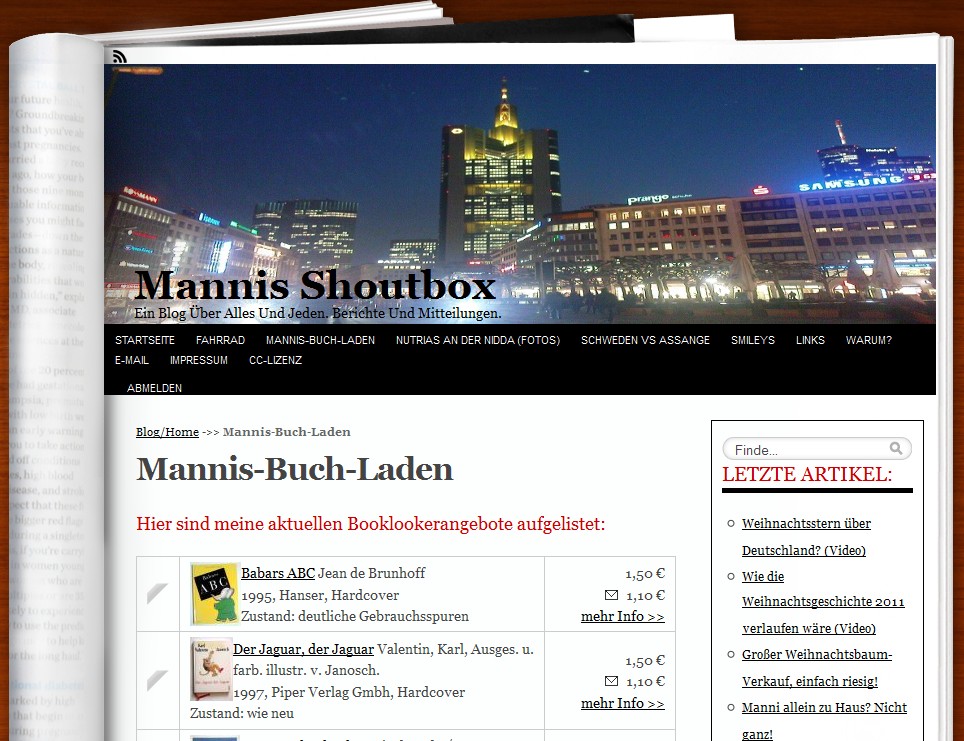 SAMSUNG
prange
Mannis Shoutbox
Ein Blog Über Alles Und Jeden. Berichte Und Mitteilungen.
STARTSEITE FAHRRAD MANNIS-BUCH-LADEN NUTRIAS AN DER NIDDA (FOTOS) SCHWEDEN VS ASSANGE SMILEYS LINKS WARUM?
E-MAIL IMPRESSUM CC-LIZENZ
ABMELDEN
Blog/Home ->> Mannis-Buch-Laden
Mannis-Buch-Laden
Hier sind meine aktuellen Booklookerangebote aufgelistet:
Babars ABC Jean de Brunhoff
1995, Hanser, Hardcover
Zustand: deutliche Gebrauchsspuren
1,50 €
1,10 €
mehr Info >>
Der Jaguar, der Jaguar Valentin, Karl, Ausges. u.
farb. illustr. v. Janosch.
1997, Piper Verlag Gmbh, Hardcover
Zustand: wie neu
1,50 €
1,10 €
mehr Info >>
Finde...
LETZTE ARTIKEL:
Weihnachtsstern über
Deutschland? (Video)
Wie die
Weihnachtsgeschichte 2011
verlaufen wäre (Video)
Großer Weihnachtsbaum-
Verkauf, einfach riesig!
Manni allein zu Haus? Nicht
ganz!